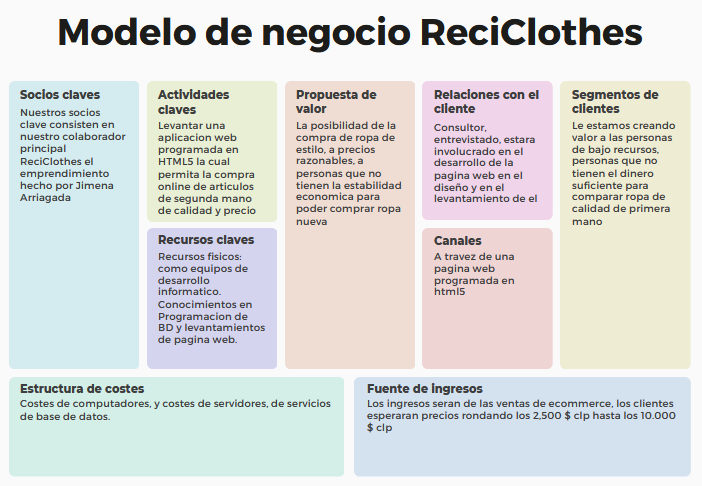 Modelo de negocio ReciClothes
Socios claves
Nuestros socios
clave consisten en
nuestro colaborador
principal
ReciClothes el
emprendimiento
hecho por Jimena
Arriagada
Actividades
claves
Levantar una
aplicacion web
programada en
HTML5 la cual
permita la compra
online de articulos
de segunda mano
de calidad y precio
Recursos claves
Recursos fisicos:
como equipos de
desarrollo
informatico.
Conocimientos en
Programacion de
BD y levantamientos
de pagina web.
Propuesta de
valor
La posibilidad de la
compra de ropa de
estilo, a precios
razonables, a
personas que no
tienen la estabilidad
economica para
poder comprar ropa
nueva
Relaciones con el
cliente
Consultor,
entrevistado, estara
involucrado en el
desarrollo de la
pagina web en el
diseño y en el
levantamiento de el
Canales
A travez de una
pagina web
programada en
html5
Segmentos de
clientes
Le estamos creando
valor a las personas
de bajo recursos,
personas que no
tienen el dinero
suficiente para
comparar ropa de
calidad de primera
mano
Estructura de costes
Costes de computadores, y costes de servidores, de servicios
de base de datos.
Fuente de ingresos
Los ingresos seran de las ventas de ecommerce, los clientes
esperaran precios rondando los 2,500 $ clp hasta los 10.000
$ clp